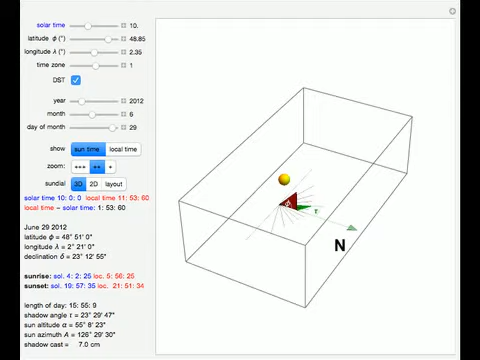 solar time 10.
latitude ϕ (°) 48.85
longitude λ (°) 2.35
time zone 1
DST
year 2012
month 6
day of month 29
show sun time local time
zoom: +++ ++ +
sundial 3D 2D layout
solar time 10: 0: 0 local time 11: 53: 60
local time − solar time: 1: 53: 60
June 29 2012
latitude ϕ = 48° 51' 0"
longitude λ = 2° 21' 0"
declination δ = 23° 12' 55"
sunrise: sol. 4: 2: 25 loc. 5: 56: 25
sunset: sol. 19: 57: 35 loc. 21: 51: 34
length of day: 15: 55: 9
shadow angle τ = 23° 29' 47"
sun altitude α = 55° 8' 23"
sun azimuth A = 126° 29' 30"
shadow cast = 7.0 cm
τ
N